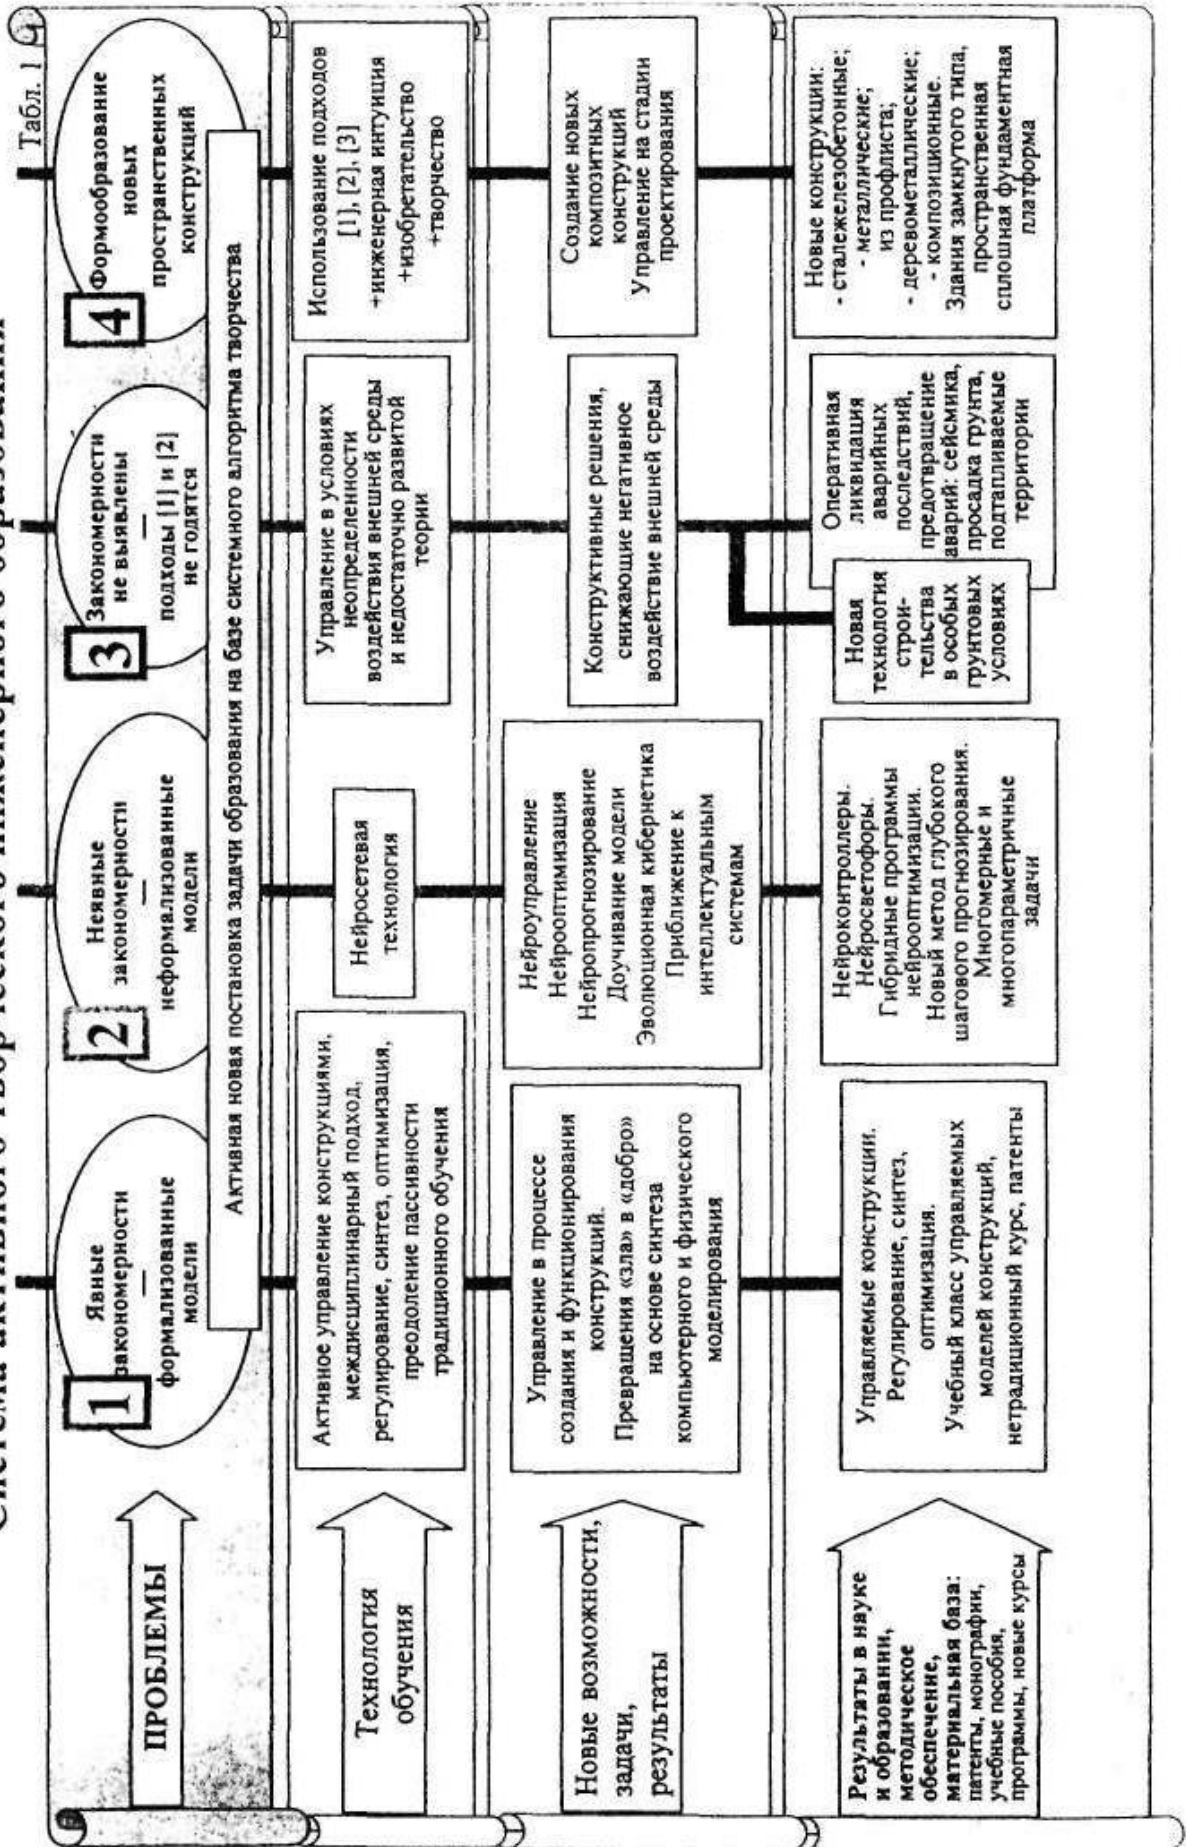 Табл. 1
ПРОБЛЕМЫ
1
Явные
закономерности
—
формализованные
модели
2
Неявные
закономерности
—
неформализованные
модели
3
Закономерности
не выявлены
—
подходы [1] и [2]
не годятся
4
Формообразование
новых
пространственных
конструкций
Активная новая постановка задачи образования на базе системного алгоритма творчества
Технология
обучения
Активное управление конструкциями,
междисциплинарный подход,
регулирование, синтез, оптимизация,
преодоление пассивности
традиционного обучения
Нейросетевая
технология
Управление в условиях
неопределенности
воздействия внешней среды
и недостаточно развитой
теории
Использование подходов
[1], [2], [3]
+инженерная интуиция
+изобретательство
+творчество
Новые возможности,
задачи,
результаты
Управление в процессе
создания и функционирования
конструкций.
Превращения «зла» в «добро»
на основе синтеза
компьютерного и физического
моделирования
Нейроуправление
Нейрооптимизация
Нейропрогнозирование
Доучивание модели
Эволюционная кибернетика
Приближение к
интеллектуальным
системам
Конструктивные решения,
снижающие негативное
воздействие внешней среды
Создание новых
композитных
конструкций
Управление на стадии
проектирования
Результаты в науке
и образовании,
методическое
обеспечение,
материальная база:
патенты, монографии,
учебные пособия,
программы, новые курсы
Управляемые конструкции.
Регулирование, синтез,
оптимизация.
Учебный класс управляемых
моделей конструкций,
нетрадиционный курс, патенты
Нейроконтроллеры.
Нейросветофоры.
Гибридные программы
нейрооптимизации.
Новый метод глубокого
шагового прогнозирования.
Многомерные и
многопараметричные
задачи
Новая
технология
строи-
тельства
в особых
грунтовых
условиях
Оперативная
ликвидация
аварийных
последствий,
предотвращение
аварий: сейсмика,
просадка грунта,
подтапливаемые
территории
Новые конструкции:
- сталежелезобетонные;
- металлические;
из профлиста;
- деревометаллические;
- композиционные.
Здания замкнутого типа,
пространственная
сплошная фундаментная
платформа